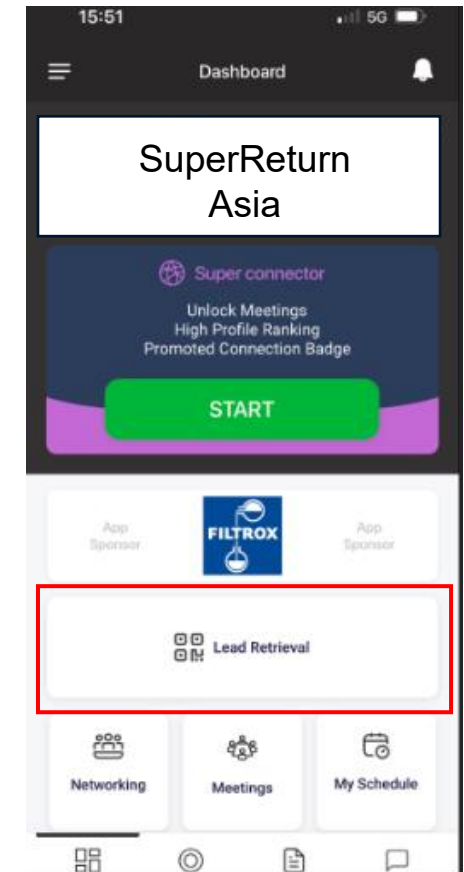 15:51
5G
Dashboard
SuperReturn
Asia
Super connector
Unlock Meetings
High Profile Ranking
Promoted Connection Badge
START
App
Sponsor
FILTROX
App
Sponsor
Lead Retrieval
Networking
Meetings
My Schedule